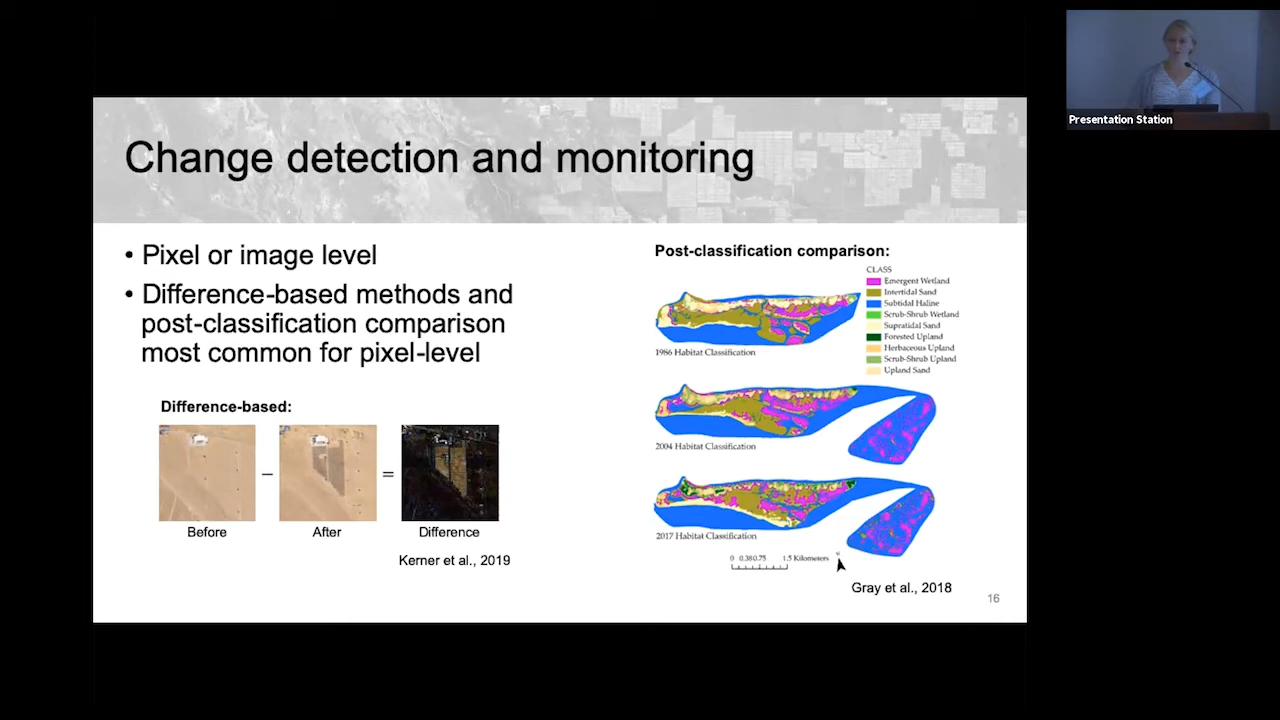 Presentation Station
Change detection and monitoring
• Pixel or image level
• Difference-based methods and
post-classification comparison
most common for pixel-level
Difference-based:
−
=
Before
After
Difference
Kerner et al., 2019
Post-classification comparison:
CLASS
Emergent Wetland
Intertidal Sand
Subtidal Haline
Scrub-Shrub Wetland
Supratidal Sand
Forested Upland
Herbaceous Upland
Scrub-Shrub Upland
Upland Sand
1986 Habitat Classification
2004 Habitat Classification
2017 Habitat Classification
0 0.38 0.75 1.5 Kilometers
Gray et al., 2018
16